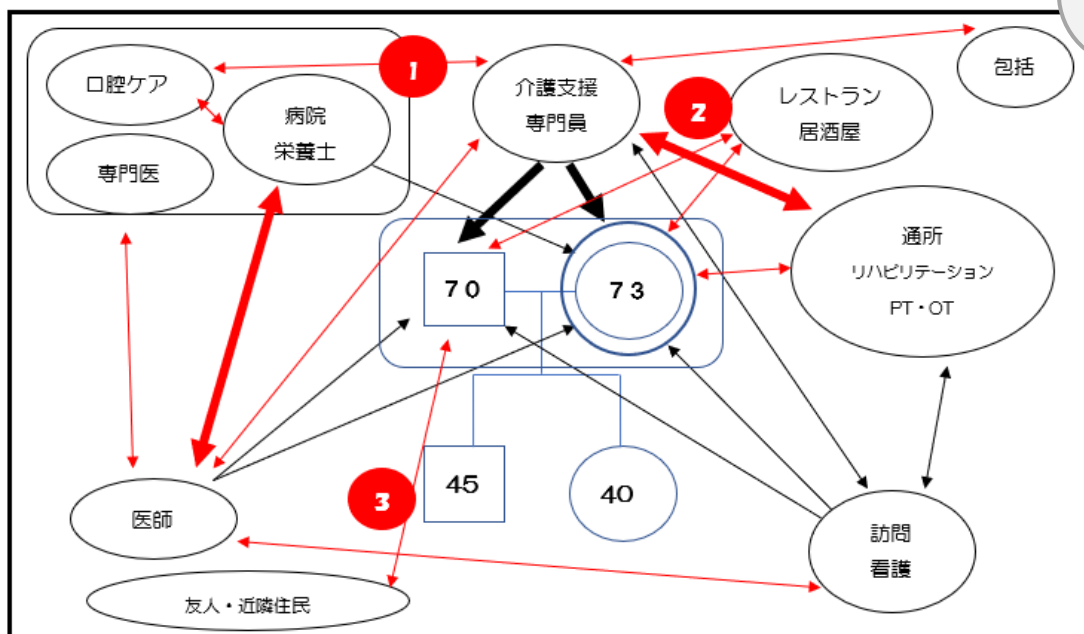 1
2
3
口腔ケア
病院
栄養士
専門医
介護支援
専門員
レストラン
居酒屋
包括
通所
リハビリテーション
PT・OT
70
73
45
40
医師
友人・近隣住民
訪問
看護